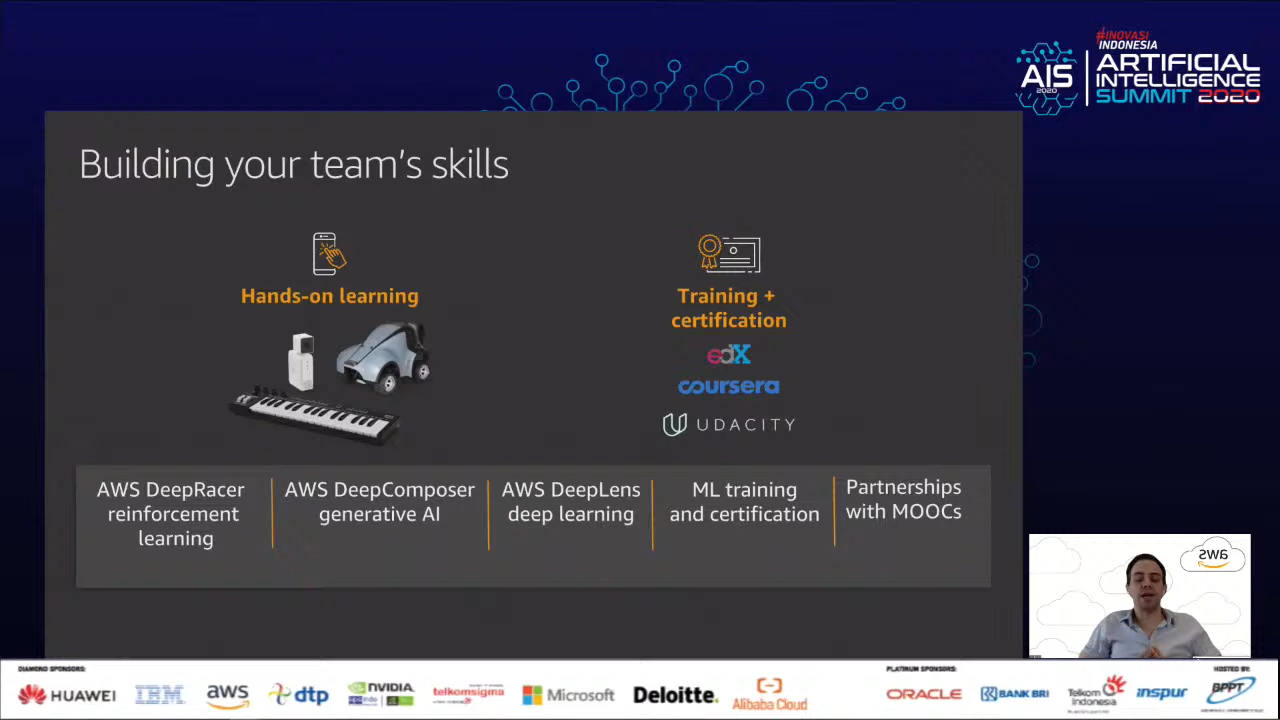 #INOVASI
INDONESIA
AIS
2020
ARTIFICIAL
INTELLIGENCE
SUMMIT 2020
Building your team's skills
Hands-on learning
Training +
certification
edX
coursera
UDACITY
AWS DeepRacer
reinforcement
learning
AWS DeepComposer
generative AI
AWS DeepLens
deep learning
ML training
and certification
Partnerships
with MOOCs
aws
DIAMOND SPONSORS:
HUAWEI
IBM
aws
dtp
NVIDIA
telkomsigma
Microsoft
Deloitte.
Alibaba Cloud
PLATINUM SPONSORS:
ORACLE
BANK BRI
Telkom
Indonesia
inspur
HOSTED BY:
BPPT